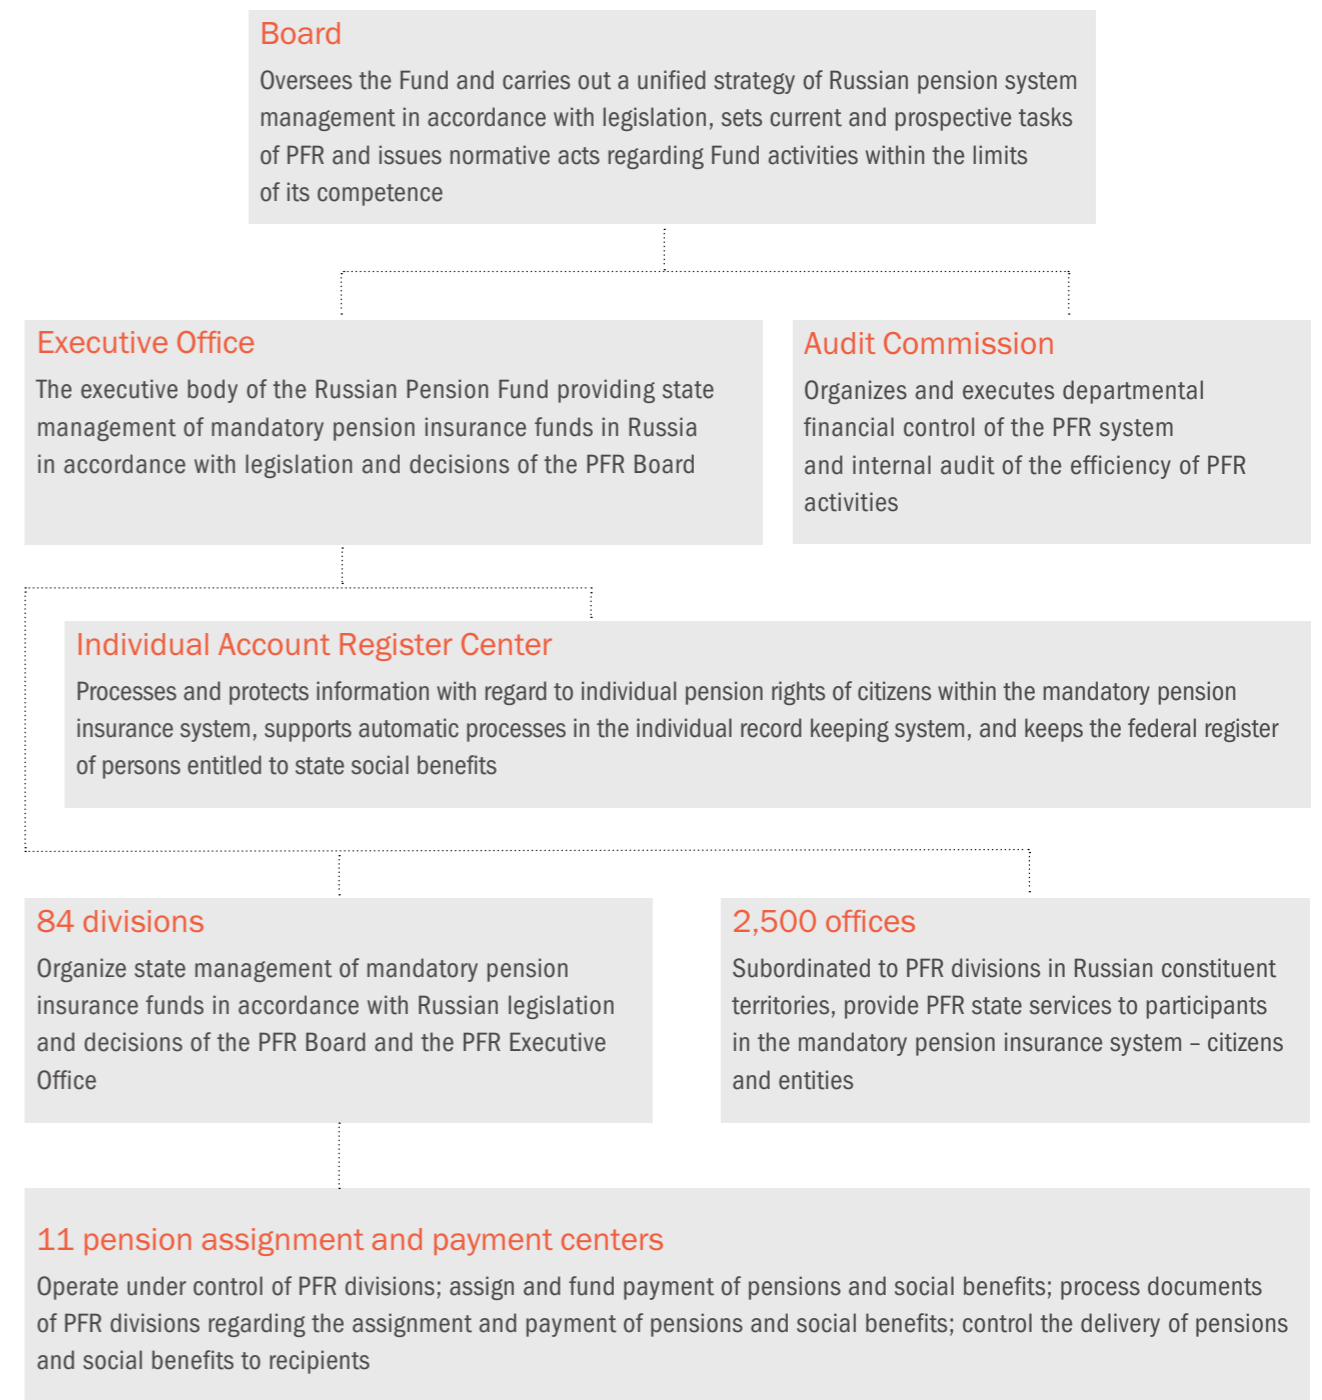 Board
Oversees the Fund and carries out a unified strategy of Russian pension system
management in accordance with legislation, sets current and prospective tasks
of PFR and issues normative acts regarding Fund activities within the limits
of its competence
Executive Office
The executive body of the Russian Pension Fund providing state
management of mandatory pension insurance funds in Russia
in accordance with legislation and decisions of the PFR Board
Audit Commission
Organizes and executes departmental
financial control of the PFR system
and internal audit of the efficiency of PFR
activities
Individual Account Register Center
Processes and protects information with regard to individual pension rights of citizens within the mandatory pension
insurance system, supports automatic processes in the individual record keeping system, and keeps the federal register
of persons entitled to state social benefits
84 divisions
Organize state management of mandatory pension
insurance funds in accordance with Russian legislation
and decisions of the PFR Board and the PFR Executive
Office
2,500 offices
Subordinated to PFR divisions in Russian constituent
territories, provide PFR state services to participants
in the mandatory pension insurance system – citizens
and entities
11 pension assignment and payment centers
Operate under control of PFR divisions; assign and fund payment of pensions and social benefits; process documents
of PFR divisions regarding the assignment and payment of pensions and social benefits; control the delivery of pensions
and social benefits to recipients